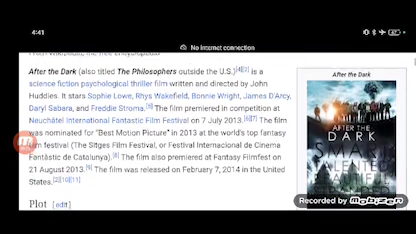 4:41
No internet connection
After the Dark (also titled The Philosophers outside the U.S.)[4][2] is a
science fiction psychological thriller film written and directed by John
Huddles. It stars Sophie Lowe, Rhys Wakefield, Bonnie Wright, James D'Arcy,
Daryl Sabara, and Freddie Stroma.[5] The film premiered in competition at
Neuchâtel International Fantastic Film Festival on 7 July 2013.[6][7] The film
was nominated for "Best Motion Picture" in 2013 at the world's top fantasy
film festival (The Sitges Film Festival, or Festival Internacional de Cinema
Fantàstic de Catalunya).[8] The film also premiered at Fantasy Filmfest on
21 August 2013.[9] The film was released on February 7, 2014 in the United
States.[2][10][11]
Plot [edit]
After the Dark
AFTER THE
DARK
Recorded by mobizen